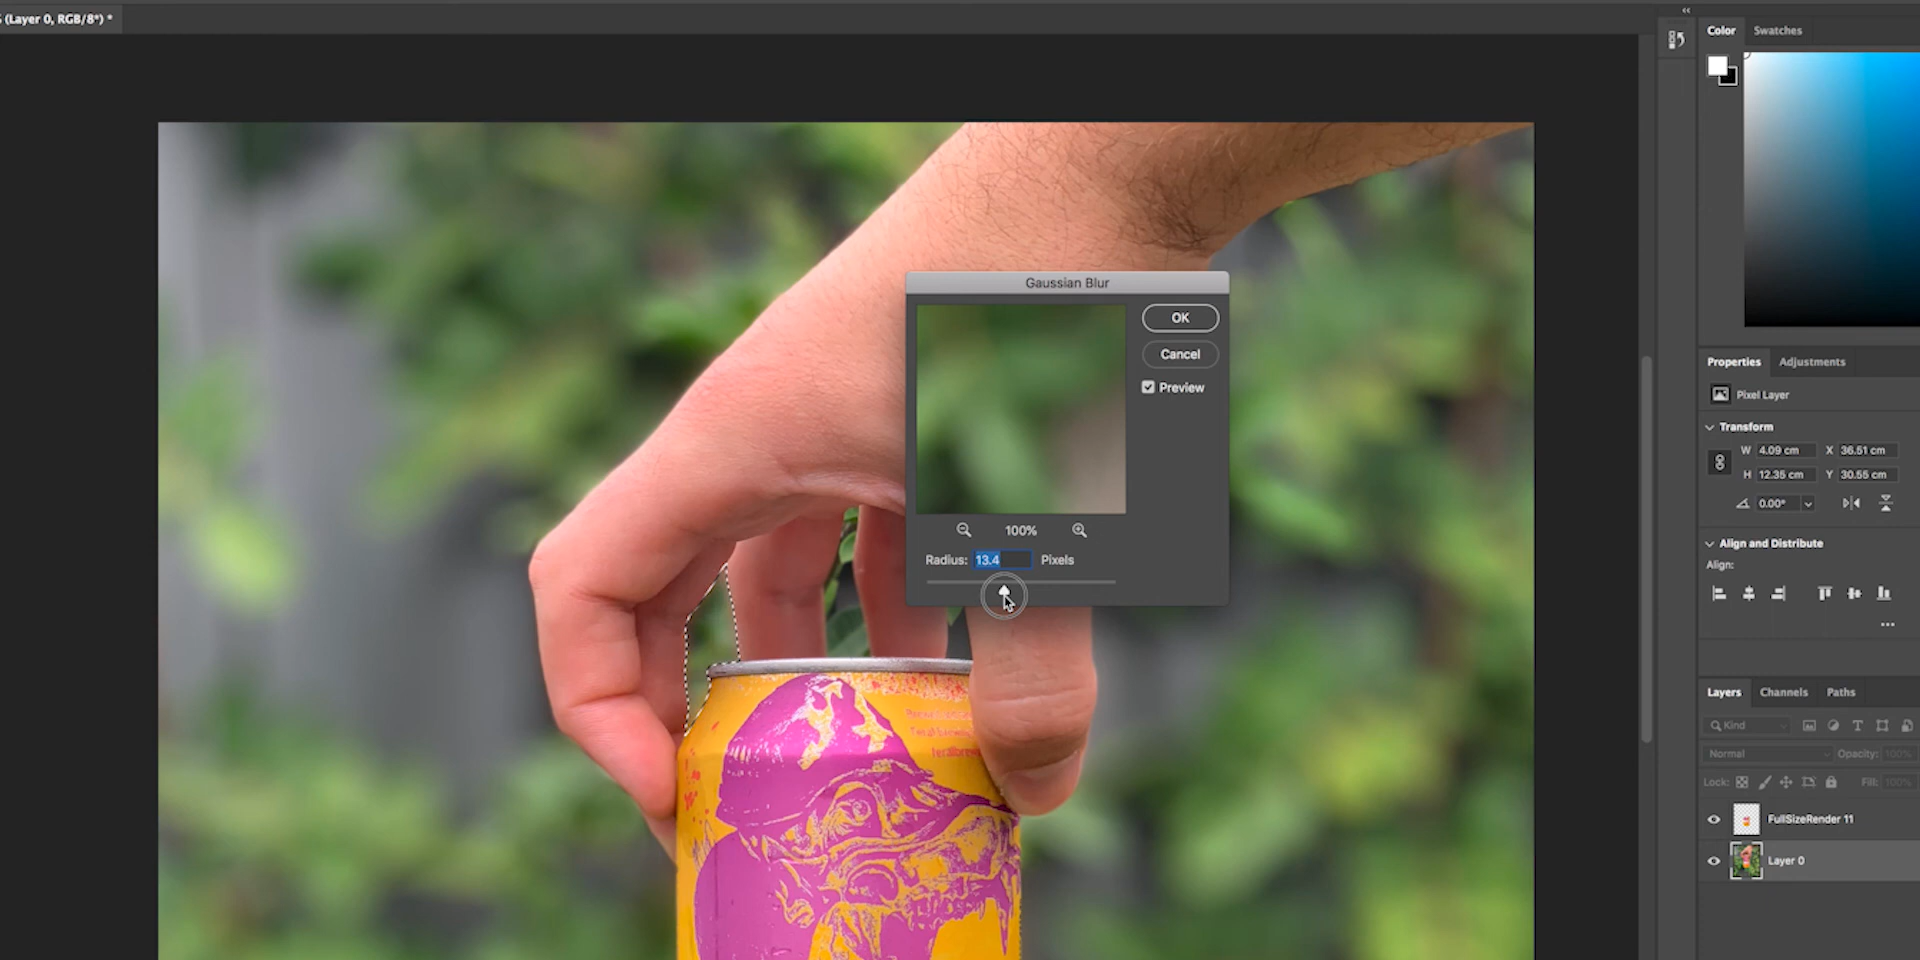 (Layer 0, RGB/8*) *
Color
Swatches
Gaussian Blur
OK
Cancel
Preview
100%
Radius: 13.4 Pixels
Properties
Adjustments
Pixel Layer
Transform
W 4.09 cm X 36.51 cm
H 12.35 cm Y 30.55 cm
0.00°
Align and Distribute
Align:
Layers
Channels
Paths
Kind
Normal
Opacity: 100%
Lock:
Fill: 100%
FullSizeRender 11
Layer 0